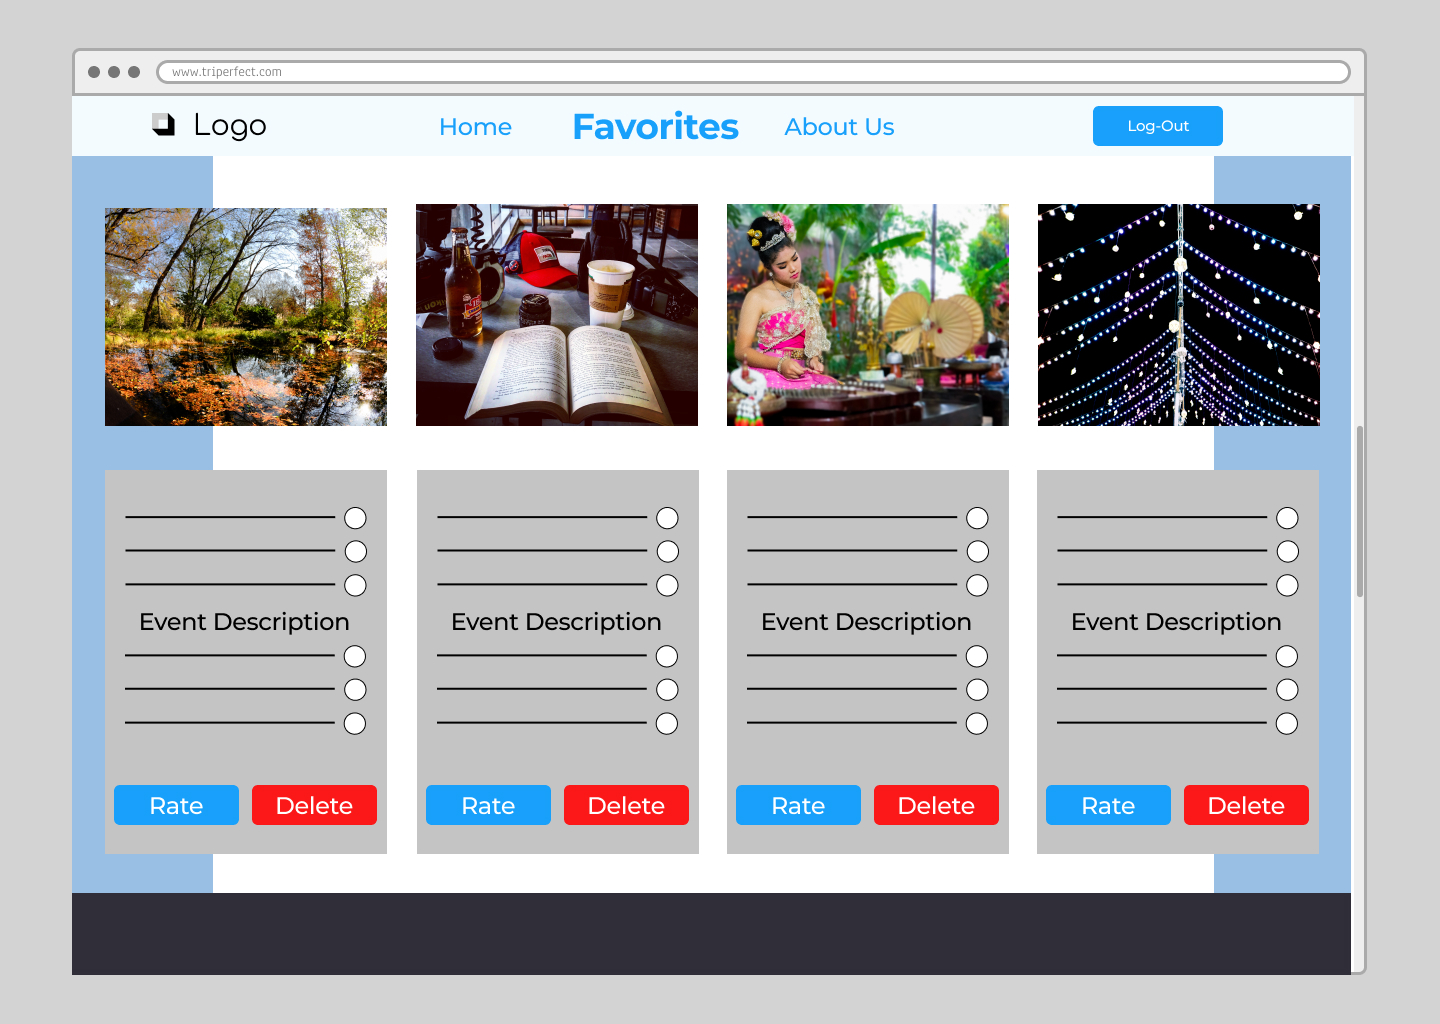 www.triperfect.com
Logo
Home
Favorites
About Us
Log-Out
Event Description
Event Description
Event Description
Event Description
Rate
Delete
Rate
Delete
Rate
Delete
Rate
Delete